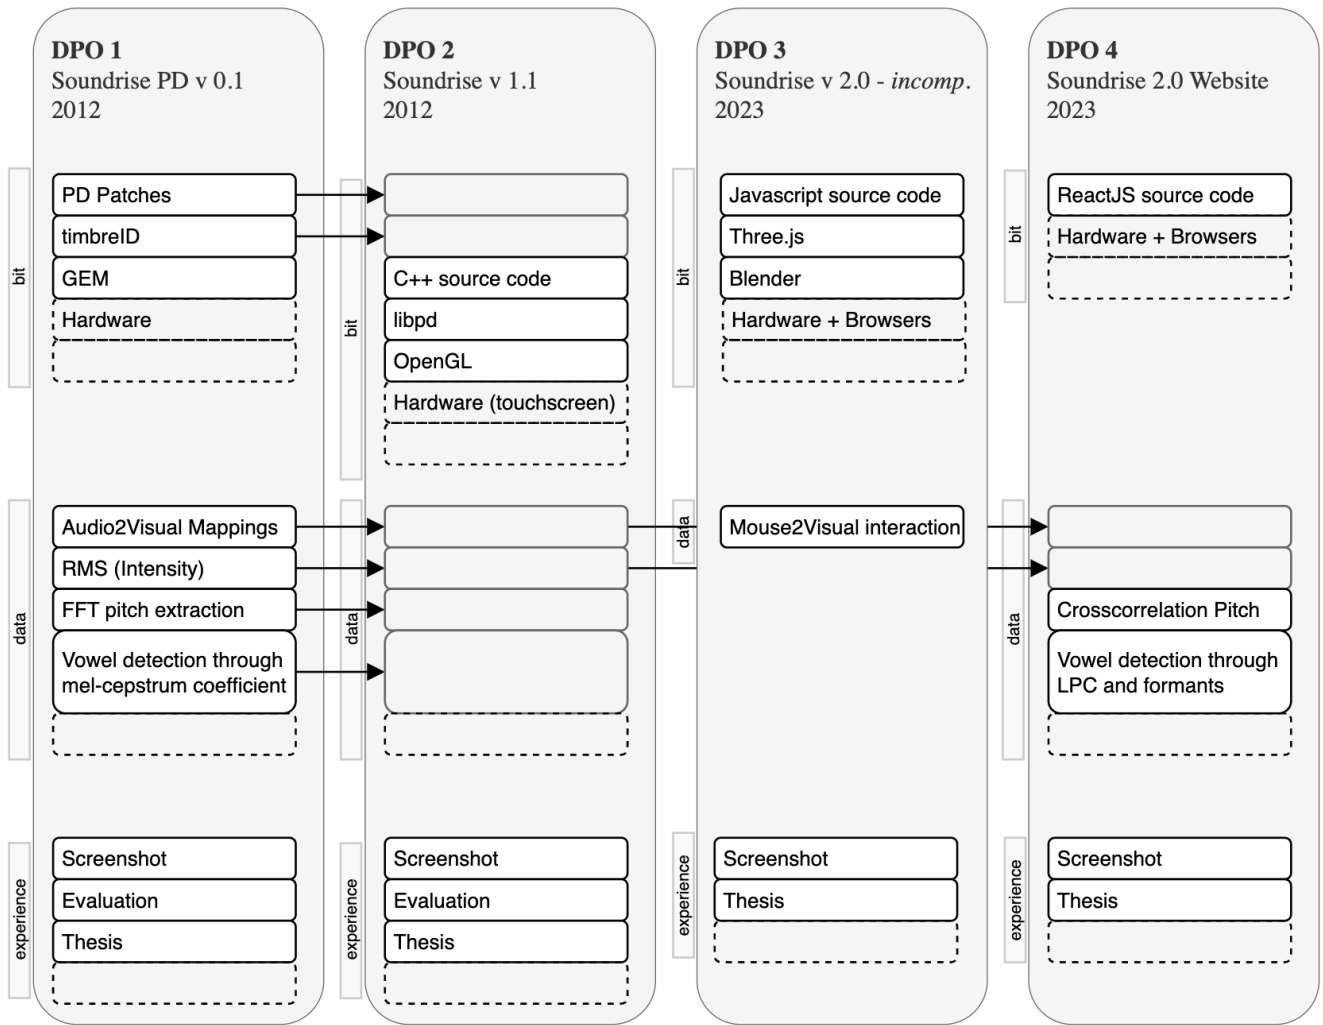 DPO 1
Soundrise PD v 0.1
2012
bit
PD Patches
timbreID
GEM
Hardware
data
Audio2Visual Mappings
RMS (Intensity)
FFT pitch extraction
Vowel detection through
mel-cepstrum coefficient
experience
Screenshot
Evaluation
Thesis
DPO 2
Soundrise v 1.1
2012
bit
C++ source code
libpd
OpenGL
Hardware (touchscreen)
data
experience
Screenshot
Evaluation
Thesis
DPO 3
Soundrise v 2.0 - incomp.
2023
bit
Javascript source code
Three.js
Blender
Hardware + Browsers
data
Mouse2Visual interaction
experience
Screenshot
Thesis
DPO 4
Soundrise 2.0 Website
2023
bit
ReactJS source code
Hardware + Browsers
data
Crosscorrelation Pitch
Vowel detection through
LPC and formants
experience
Screenshot
Thesis